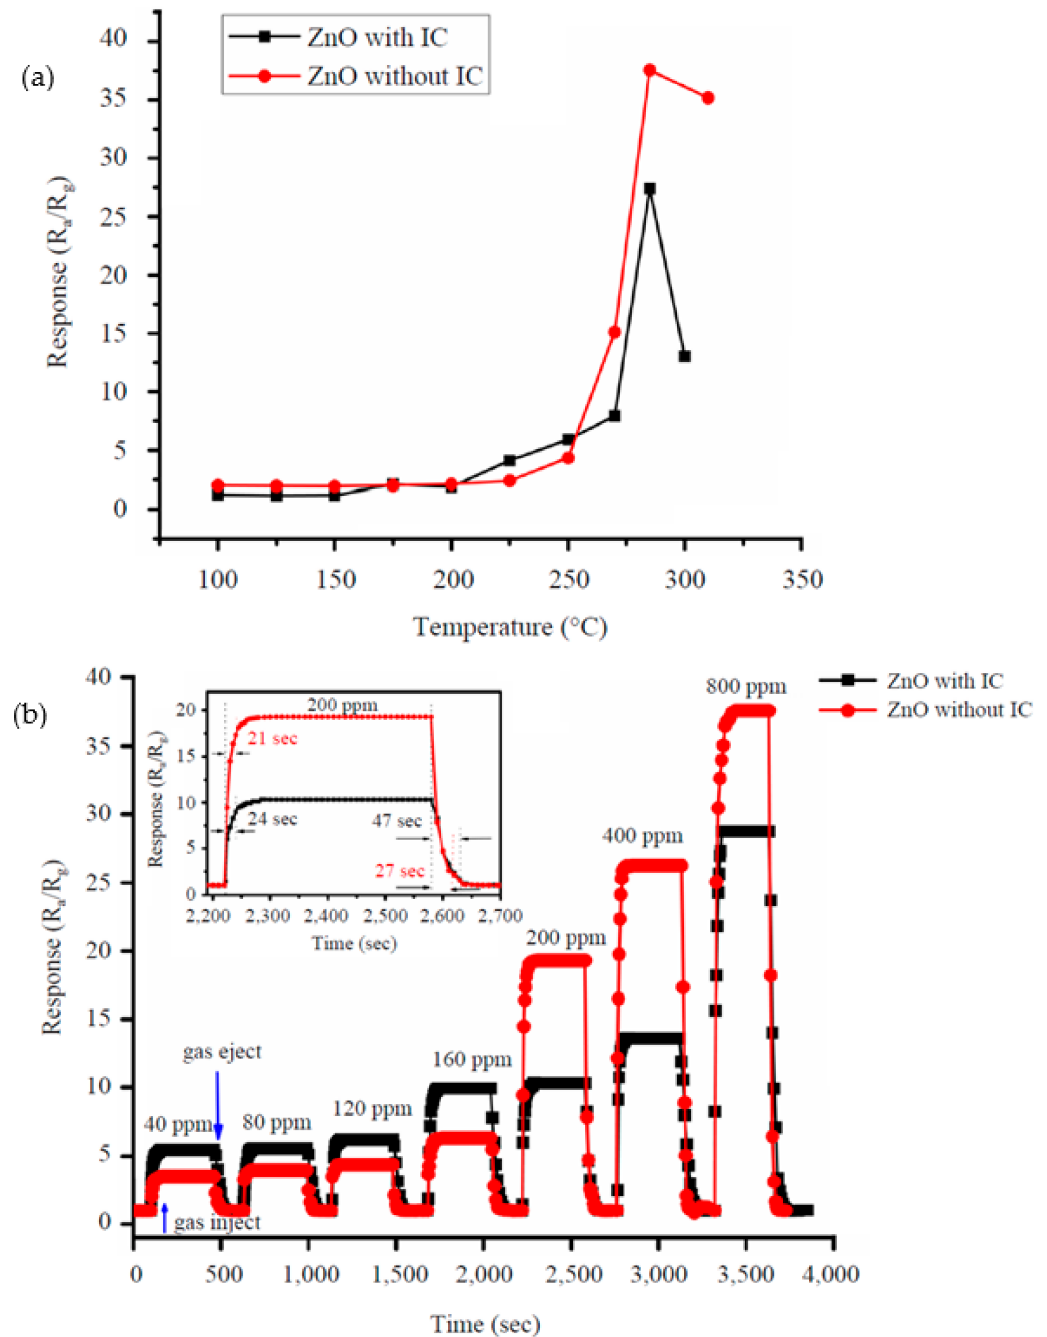 (a)
ZnO with IC
ZnO without IC
Response (Ra/Rg)
40
35
30
25
20
15
10
5
0
100 150 200 250 300 350
Temperature (°C)
(b)
ZnO with IC
ZnO without IC
Response (Ra/Rg)
40
35
30
25
20
15
10
5
0
800 ppm
400 ppm
200 ppm
160 ppm
120 ppm
80 ppm
40 ppm
gas eject
gas inject
Response (Ra/Rg)
20
15
10
5
0
200 ppm
21 sec
24 sec
47 sec
27 sec
2,200 2,300 2,400 2,500 2,600 2,700
Time (sec)
0 500 1,000 1,500 2,000 2,500 3,000 3,500 4,000
Time (sec)